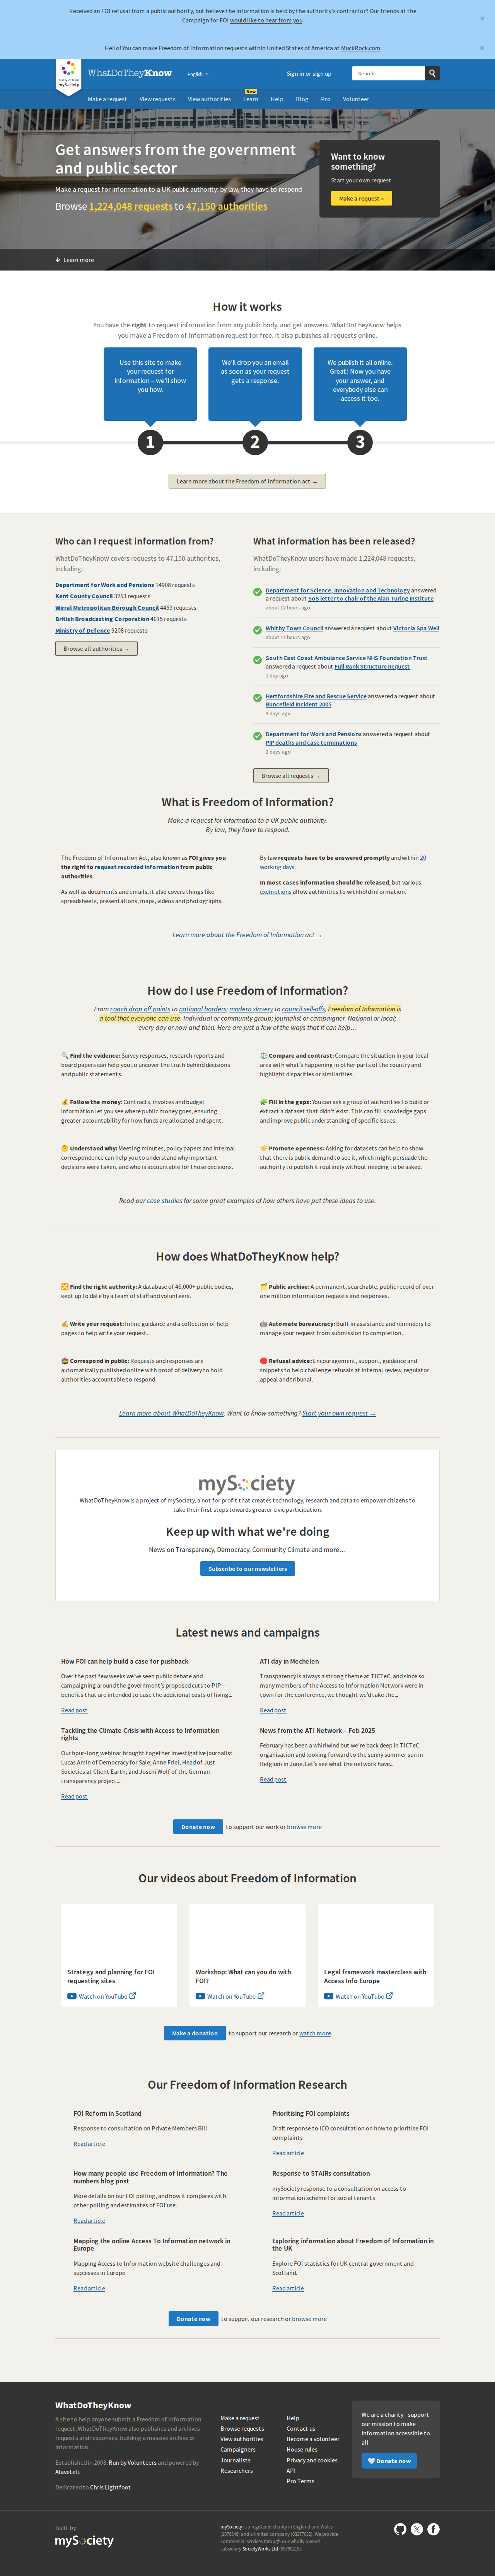 Received an FOI refusal from a public authority, but believe the information is held by the authority's contractor? Our friends at the
Campaign for FOI would like to hear from you.
×
Hello! You can make Freedom of Information requests within United States of America at MuckRock.com
×
mySociety
WhatDoTheyKnow
English
Sign in or sign up
Search
Make a request
View requests
View authorities
New
Learn
Help
Blog
Pro
Volunteer
Get answers from the government
and public sector
Make a request for information to a UK public authority: by law, they have to respond
Browse 1,224,048 requests to 47,150 authorities
Want to know
something?
Start your own request
Make a request »
Learn more
How it works
You have the right to request information from any public body, and get answers. WhatDoTheyKnow helps
you make a Freedom of Information request for free. It also publishes all requests online.
Use this site to make
your request for
information – we'll show
you how.
We'll drop you an email
as soon as your request
gets a response.
We publish it all online.
Great! Now you have
your answer, and
everybody else can
access it too.
1
2
3
Learn more about the Freedom of Information act →
Who can I request information from?
WhatDoTheyKnow covers requests to 47,150 authorities,
including:
Department for Work and Pensions 14908 requests
Kent County Council 3253 requests
Wirral Metropolitan Borough Council 4459 requests
British Broadcasting Corporation 4615 requests
Ministry of Defence 9208 requests
Browse all authorities →
What information has been released?
WhatDoTheyKnow users have made 1,224,048 requests,
including:
Department for Science, Innovation and Technology answered
a request about SoS letter to chair of the Alan Turing Institute
about 12 hours ago
Whitby Town Council answered a request about Victoria Spa Well
about 14 hours ago
South East Coast Ambulance Service NHS Foundation Trust
answered a request about Full Rank Structure Request
1 day ago
Hertfordshire Fire and Rescue Service answered a request about
Buncefield Incident 2005
3 days ago
Department for Work and Pensions answered a request about
PIP deaths and case terminations
2 days ago
Browse all requests →
What is Freedom of Information?
Make a request for information to a UK public authority.
By law, they have to respond.
The Freedom of Information Act, also known as FOI gives you
the right to request recorded information from public
authorities.
As well as documents and emails, it also covers things like
spreadsheets, presentations, maps, videos and photographs.
By law requests have to be answered promptly and within 20
working days.
In most cases information should be released, but various
exemptions allow authorities to withhold information.
Learn more about the Freedom of Information act →
How do I use Freedom of Information?
From coach drop off points to national borders; modern slavery to council sell-offs, Freedom of Information is
a tool that everyone can use. Individual or community group; journalist or campaigner. National or local;
every day or now and then. Here are just a few of the ways that it can help…
🔍 Find the evidence: Survey responses, research reports and
board papers can help you to uncover the truth behind decisions
and public statements.
⚖️ Compare and contrast: Compare the situation in your local
area with what's happening in other parts of the country and
highlight disparities or similarities.
💰 Follow the money: Contracts, invoices and budget
information let you see where public money goes, ensuring
greater accountability for how funds are allocated and spent.
🧩 Fill in the gaps: You can ask a group of authorities to build or
extract a dataset that didn't exist. This can fill knowledge gaps
and improve public understanding of specific issues.
🤔 Understand why: Meeting minutes, policy papers and internal
correspondence can help you to understand why important
decisions were taken, and who is accountable for those decisions.
☀️ Promote openness: Asking for datasets can help to show
that there is public demand to see it, which might persuade the
authority to publish it routinely without needing to be asked.
Read our case studies for some great examples of how others have put these ideas to use.
How does WhatDoTheyKnow help?
🔀 Find the right authority: A database of 46,000+ public bodies,
kept up to date by a team of staff and volunteers.
🗂️ Public archive: A permanent, searchable, public record of over
one million information requests and responses.
✍️ Write your request: Inline guidance and a collection of help
pages to help write your request.
🤖 Automate bureaucracy: Built in assistance and reminders to
manage your request from submission to completion.
📮 Correspond in public: Requests and responses are
automatically published online with proof of delivery to hold
authorities accountable to respond.
🛑 Refusal advice: Encouragement, support, guidance and
snippets to help challenge refusals at internal review, regulator
appeal and tribunal.
Learn more about WhatDoTheyKnow. Want to know something? Start your own request →
mySociety
WhatDoTheyKnow is a project of mySociety, a not for profit that creates technology, research and data to empower citizens to
take their first steps towards greater civic participation.
Keep up with what we're doing
News on Transparency, Democracy, Community Climate and more…
Subscribe to our newsletters
Latest news and campaigns
How FOI can help build a case for pushback
Over the past few weeks we've seen public debate and
campaigning around the government's proposed cuts to PIP —
benefits that are intended to ease the additional costs of living...
Read post
ATI day in Mechelen
Transparency is always a strong theme at TICTeC, and since so
many members of the Access to Information Network were in
town for the conference, we thought we'd take the...
Read post
Tackling the Climate Crisis with Access to Information
rights
Our hour-long webinar brought together investigative journalist
Lucas Amin of Democracy for Sale; Anne Friel, Head of Just
Societies at Client Earth; and Joschi Wolf of the German
transparency project...
Read post
News from the ATI Network – Feb 2025
February has been a whirlwind but we're back deep in TICTeC
organisation and looking forward to the sunny summer sun in
Belgium in June. Let's see what the network have...
Read post
Donate now to support our work or browse more
Our videos about Freedom of Information
Strategy and planning for FOI
requesting sites
Watch on YouTube
Workshop: What can you do with
FOI?
Watch on YouTube
Legal framework masterclass with
Access Info Europe
Watch on YouTube
Make a donation to support our research or watch more
Our Freedom of Information Research
FOI Reform in Scotland
Response to consultation on Private Members Bill
Read article
Prioritising FOI complaints
Draft response to ICO consultation on how to prioritise FOI
complaints
Read article
How many people use Freedom of Information? The
numbers blog post
More details on our FOI polling, and how it compares with
other polling and estimates of FOI use.
Read article
Response to STAIRs consultation
mySociety response to a consultation on access to
information scheme for social tenants
Read article
Mapping the online Access To Information network in
Europe
Mapping Access to Information website challenges and
successes in Europe
Read article
Exploring information about Freedom of Information in
the UK
Explore FOI statistics for UK central government and
Scotland.
Read article
Donate now to support our research or browse more
WhatDoTheyKnow
A site to help anyone submit a Freedom of Information
request. WhatDoTheyKnow also publishes and archives
requests and responses, building a massive archive of
information.
Established in 2008. Run by Volunteers and powered by
Alaveteli.
Dedicated to Chris Lightfoot.
Make a request
Browse requests
View authorities
Campaigners
Journalists
Researchers
Help
Contact us
Become a volunteer
House rules
Privacy and cookies
API
Pro Terms
We are a charity - support
our mission to make
information accessible to
all
🤍 Donate now
Built by
mySociety
mySociety is a registered charity in England and Wales
(1076346) and a limited company (03277032). We provide
commercial services through our wholly owned
subsidiary SocietyWorks Ltd (05798215).